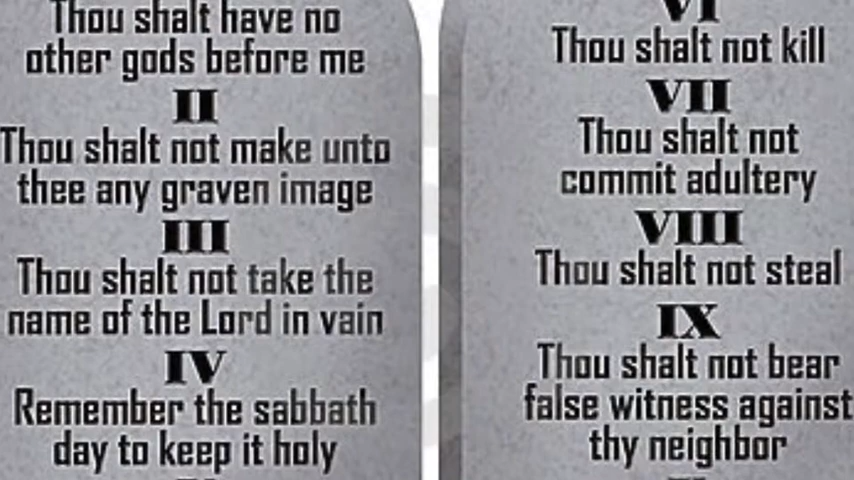 Thou shalt have no
other gods before me
II
Thou shalt not make unto
thee any graven image
III
Thou shalt not take the
name of the Lord in vain
IV
Remember the sabbath
day to keep it holy
VI
Thou shalt not kill
VII
Thou shalt not
commit adultery
VIII
Thou shalt not steal
IX
Thou shalt not bear
false witness against
thy neighbor